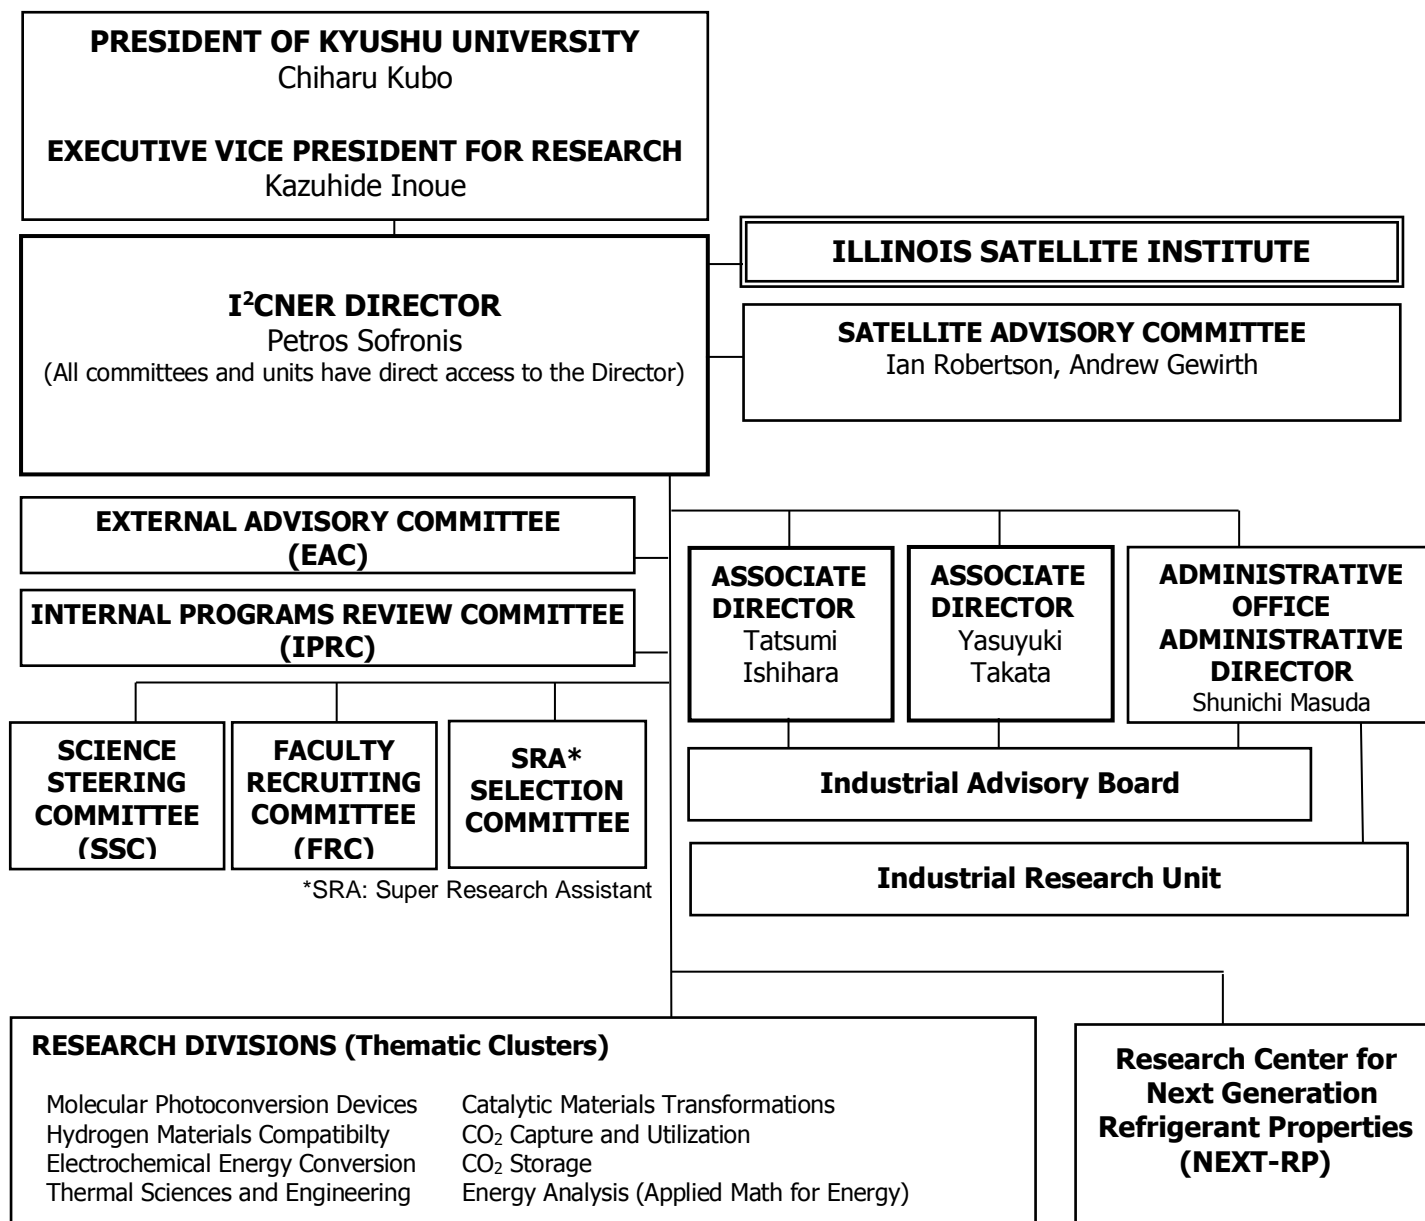 PRESIDENT OF KYUSHU UNIVERSITY
Chiharu Kubo
EXECUTIVE VICE PRESIDENT FOR RESEARCH
Kazuhide Inoue
I²CNER DIRECTOR
Petros Sofronis
(All committees and units have direct access to the Director)
ILLINOIS SATELLITE INSTITUTE
SATELLITE ADVISORY COMMITTEE
Ian Robertson, Andrew Gewirth
EXTERNAL ADVISORY COMMITTEE
(EAC)
INTERNAL PROGRAMS REVIEW COMMITTEE
(IPRC)
ASSOCIATE
DIRECTOR
Tatsumi
Ishihara
ASSOCIATE
DIRECTOR
Yasuyuki
Takata
ADMINISTRATIVE
OFFICE
ADMINISTRATIVE
DIRECTOR
Shunichi Masuda
SCIENCE
STEERING
COMMITTEE
(SSC)
FACULTY
RECRUITING
COMMITTEE
(FRC)
SRA*
SELECTION
COMMITTEE
*SRA: Super Research Assistant
Industrial Advisory Board
Industrial Research Unit
RESEARCH DIVISIONS (Thematic Clusters)
Molecular Photoconversion Devices
Hydrogen Materials Compatibilty
Electrochemical Energy Conversion
Thermal Sciences and Engineering
Catalytic Materials Transformations
CO₂ Capture and Utilization
CO₂ Storage
Energy Analysis (Applied Math for Energy)
Research Center for
Next Generation
Refrigerant Properties
(NEXT-RP)